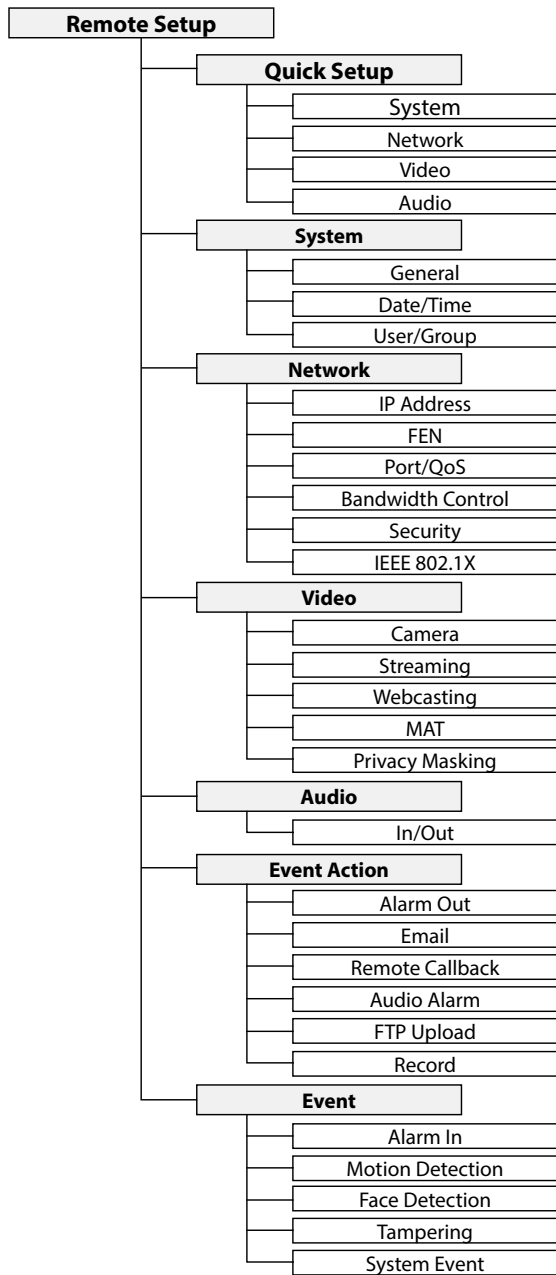 Remote Setup
Quick Setup
System
Network
Video
Audio
System
General
Date/Time
User/Group
Network
IP Address
FEN
Port/QoS
Bandwidth Control
Security
IEEE 802.1X
Video
Camera
Streaming
Webcasting
MAT
Privacy Masking
Audio
In/Out
Event Action
Alarm Out
Email
Remote Callback
Audio Alarm
FTP Upload
Record
Event
Alarm In
Motion Detection
Face Detection
Tampering
System Event